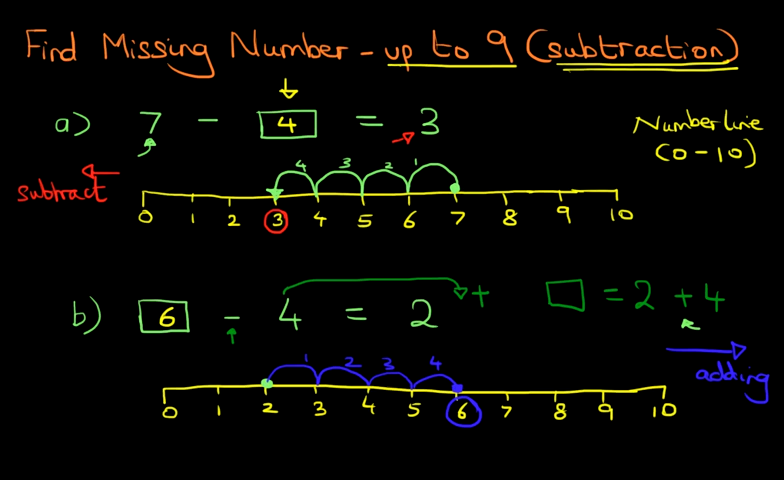 Find Missing Number - up to 9 (subtraction)
a) 7 - 4 = 3
Number line
(0-10)
subtract
4 3 2 1
0 1 2 3 4 5 6 7 8 9 10
b) 6 - 4 = 2
+
□ = 2 + 4
adding
1 2 3 4
0 1 2 3 4 5 6 7 8 9 10